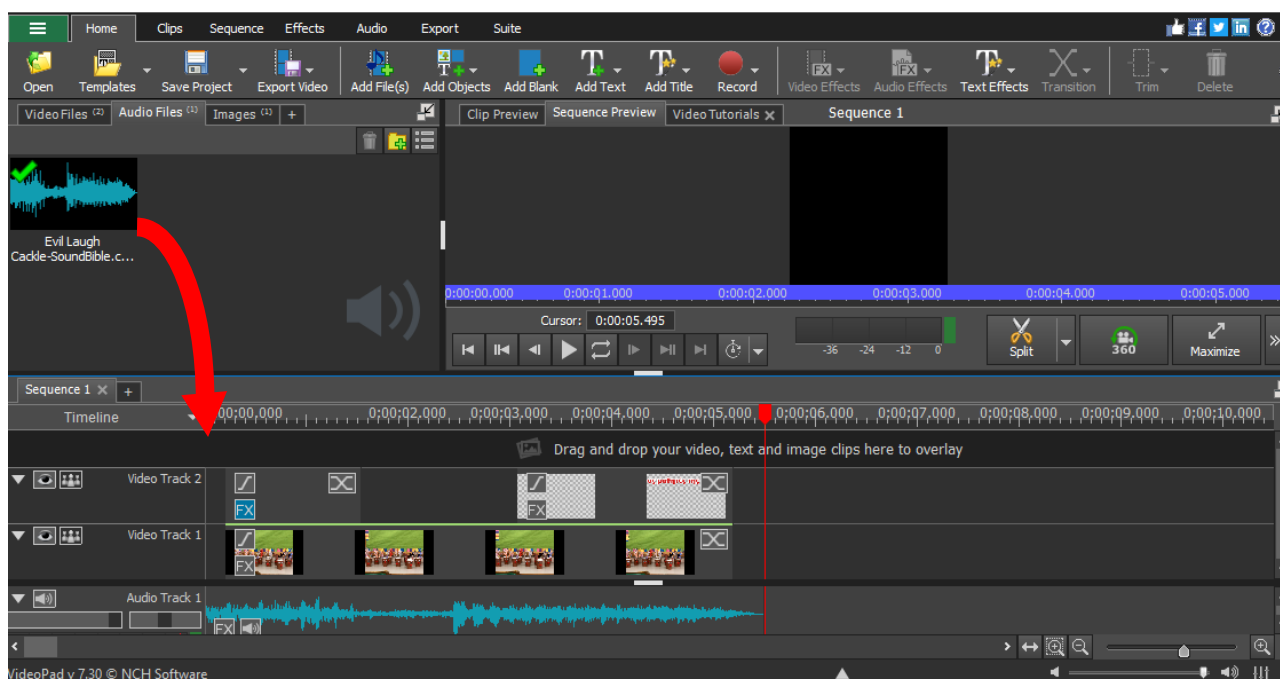 Home Clips Sequence Effects Audio Export Suite
Open Templates Save Project Export Video Add File(s) Add Objects Add Blank Add Text Add Title Record Video Effects Audio Effects Text Effects Transition Trim Delete
Video Files (2) Audio Files (1) Images (1) + Clip Preview Sequence Preview Video Tutorials Sequence 1
Evil Laugh
Cackle-SoundBible.c...
0:00:00,000 0:00:01.000 0:00:02.000 0:00:03.000 0:00:04.000 0:00:05.000
Cursor: 0:00:05.495
-36 -24 -12 0
Split 360 Maximize
Sequence 1 +
Timeline 00:00,000 0:00:02,000 0:00:03,000 0:00:04,000 0:00:05,000 0:00:06,000 0:00:07,000 0:00:08,000 0:00:09,000 0:00:10,000
Drag and drop your video, text and image clips here to overlay
Video Track 2
FX FX
Video Track 1
FX
Audio Track 1
FX
VideoPad v 7.30 © NCH Software